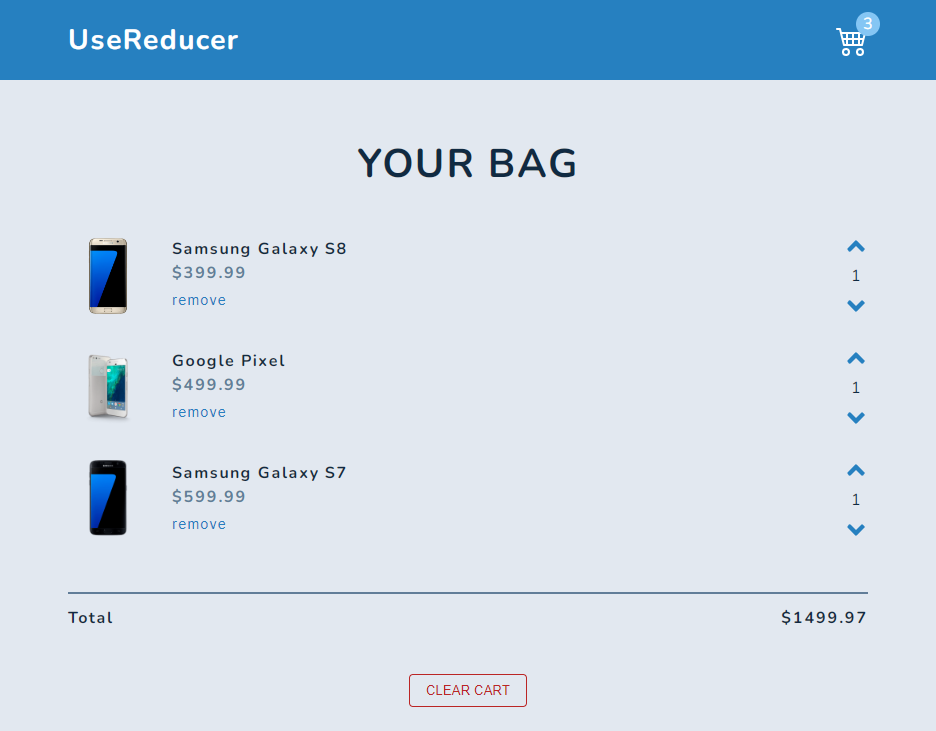 UseReducer
3
YOUR BAG
Samsung Galaxy S8
$399.99
remove
1
Google Pixel
$499.99
remove
1
Samsung Galaxy S7
$599.99
remove
1
Total $1499.97
CLEAR CART